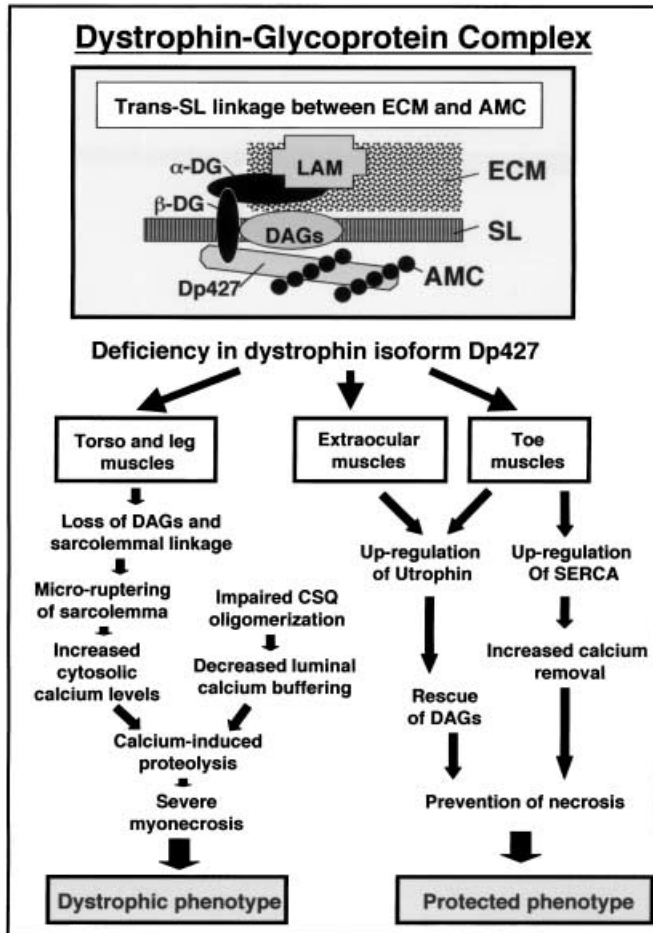 Dystrophin-Glycoprotein Complex
Trans-SL linkage between ECM and AMC
α-DG
LAM
ECM
β-DG
DAGs
SL
Dp427
AMC
Deficiency in dystrophin isoform Dp427
Torso and leg
muscles
Extraocular
muscles
Toe
muscles
Loss of DAGs and
sarcolemmal linkage
Micro-rupturing
of sarcolemma
Increased
cytosolic
calcium levels
Impaired CSQ
oligomerization
Decreased luminal
calcium buffering
Calcium-induced
proteolysis
Severe
myonecrosis
Dystrophic phenotype
Up-regulation
of Utrophin
Rescue
of DAGs
Up-regulation
Of SERCA
Increased calcium
removal
Prevention of necrosis
Protected phenotype